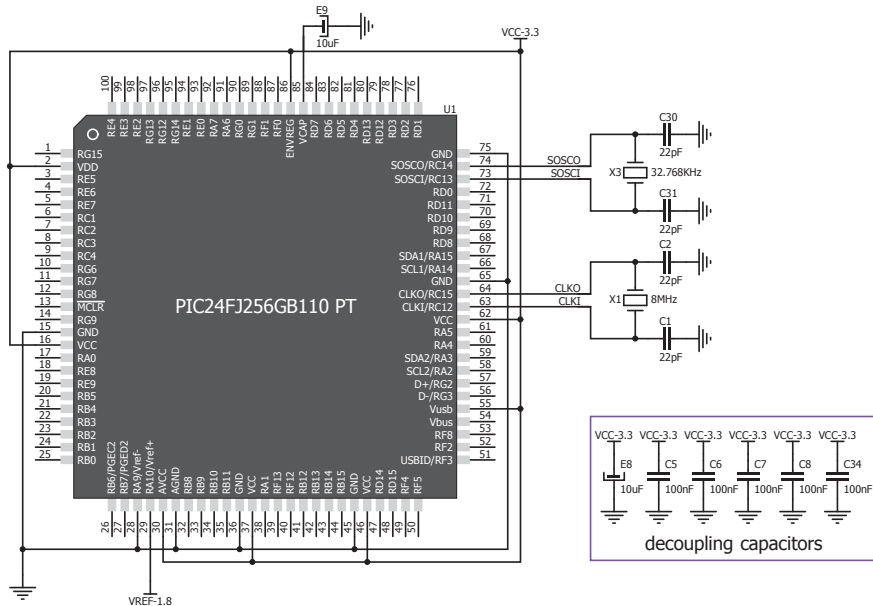 E9
10uF
VCC-3.3
100 99 98 97 96 95 94 93 92 91 90 89 88 87 86 85 84 83 82 81 80 79 78 77 76
RE4 RE3 RE2 RG13 RG12 RG14 RE1 RE0 RA7 RA6 RG0 RG1 RF1 RF0 ENVREG VCAP RD7 RD6 RD5 RD4 RD13 RD12 RD3 RD2 RD1
U1
1 RG15
2 VDD
3 RE5
4 RE6
5 RE7
6 RC1
7 RC2
8 RC3
9 RC4
10 RG6
11 RG7
12 RG8
13 MCLR
14 RG9
15 GND
16 VCC
17 RA0
18 RE8
19 RE9
20 RB5
21 RB4
22 RB3
23 RB2
24 RB1
25 RB0
PIC24FJ256GB110 PT
GND 75
SOSCO/RC14 74
SOSCI/RC13 73
RD0 72
RD11 71
RD10 70
RD9 69
RD8 68
SDA1/RA15 67
SCL1/RA14 66
GND 65
CLKO/RC15 64
CLKI/RC12 63
VCC 62
RA5 61
RA4 60
SDA2/RA3 59
SCL2/RA2 58
D+/RG2 57
D-/RG3 56
Vusb 55
Vbus 54
RF8 53
RF2 52
USBID/RF3 51
RB6/PGEC2 RB7/PGED2 RA9/Vref- RA10/Vref+ AVCC AGND RB8 RB9 RB10 RB11 GND VCC RA1 RF13 RF12 RB12 RB13 RB14 RB15 GND VCC RD14 RD15 RF4 RF5
26 27 28 29 30 31 32 33 34 35 36 37 38 39 40 41 42 43 44 45 46 47 48 49 50
VREF-1.8
SOSCO
SOSCI
C30
22pF
X3 32.768KHz
C31
22pF
CLKO
CLKI
C2
22pF
X1 8MHz
C1
22pF
VCC-3.3 VCC-3.3 VCC-3.3 VCC-3.3 VCC-3.3 VCC-3.3
E8 C5 C6 C7 C8 C34
10uF 100nF 100nF 100nF 100nF 100nF
decoupling capacitors